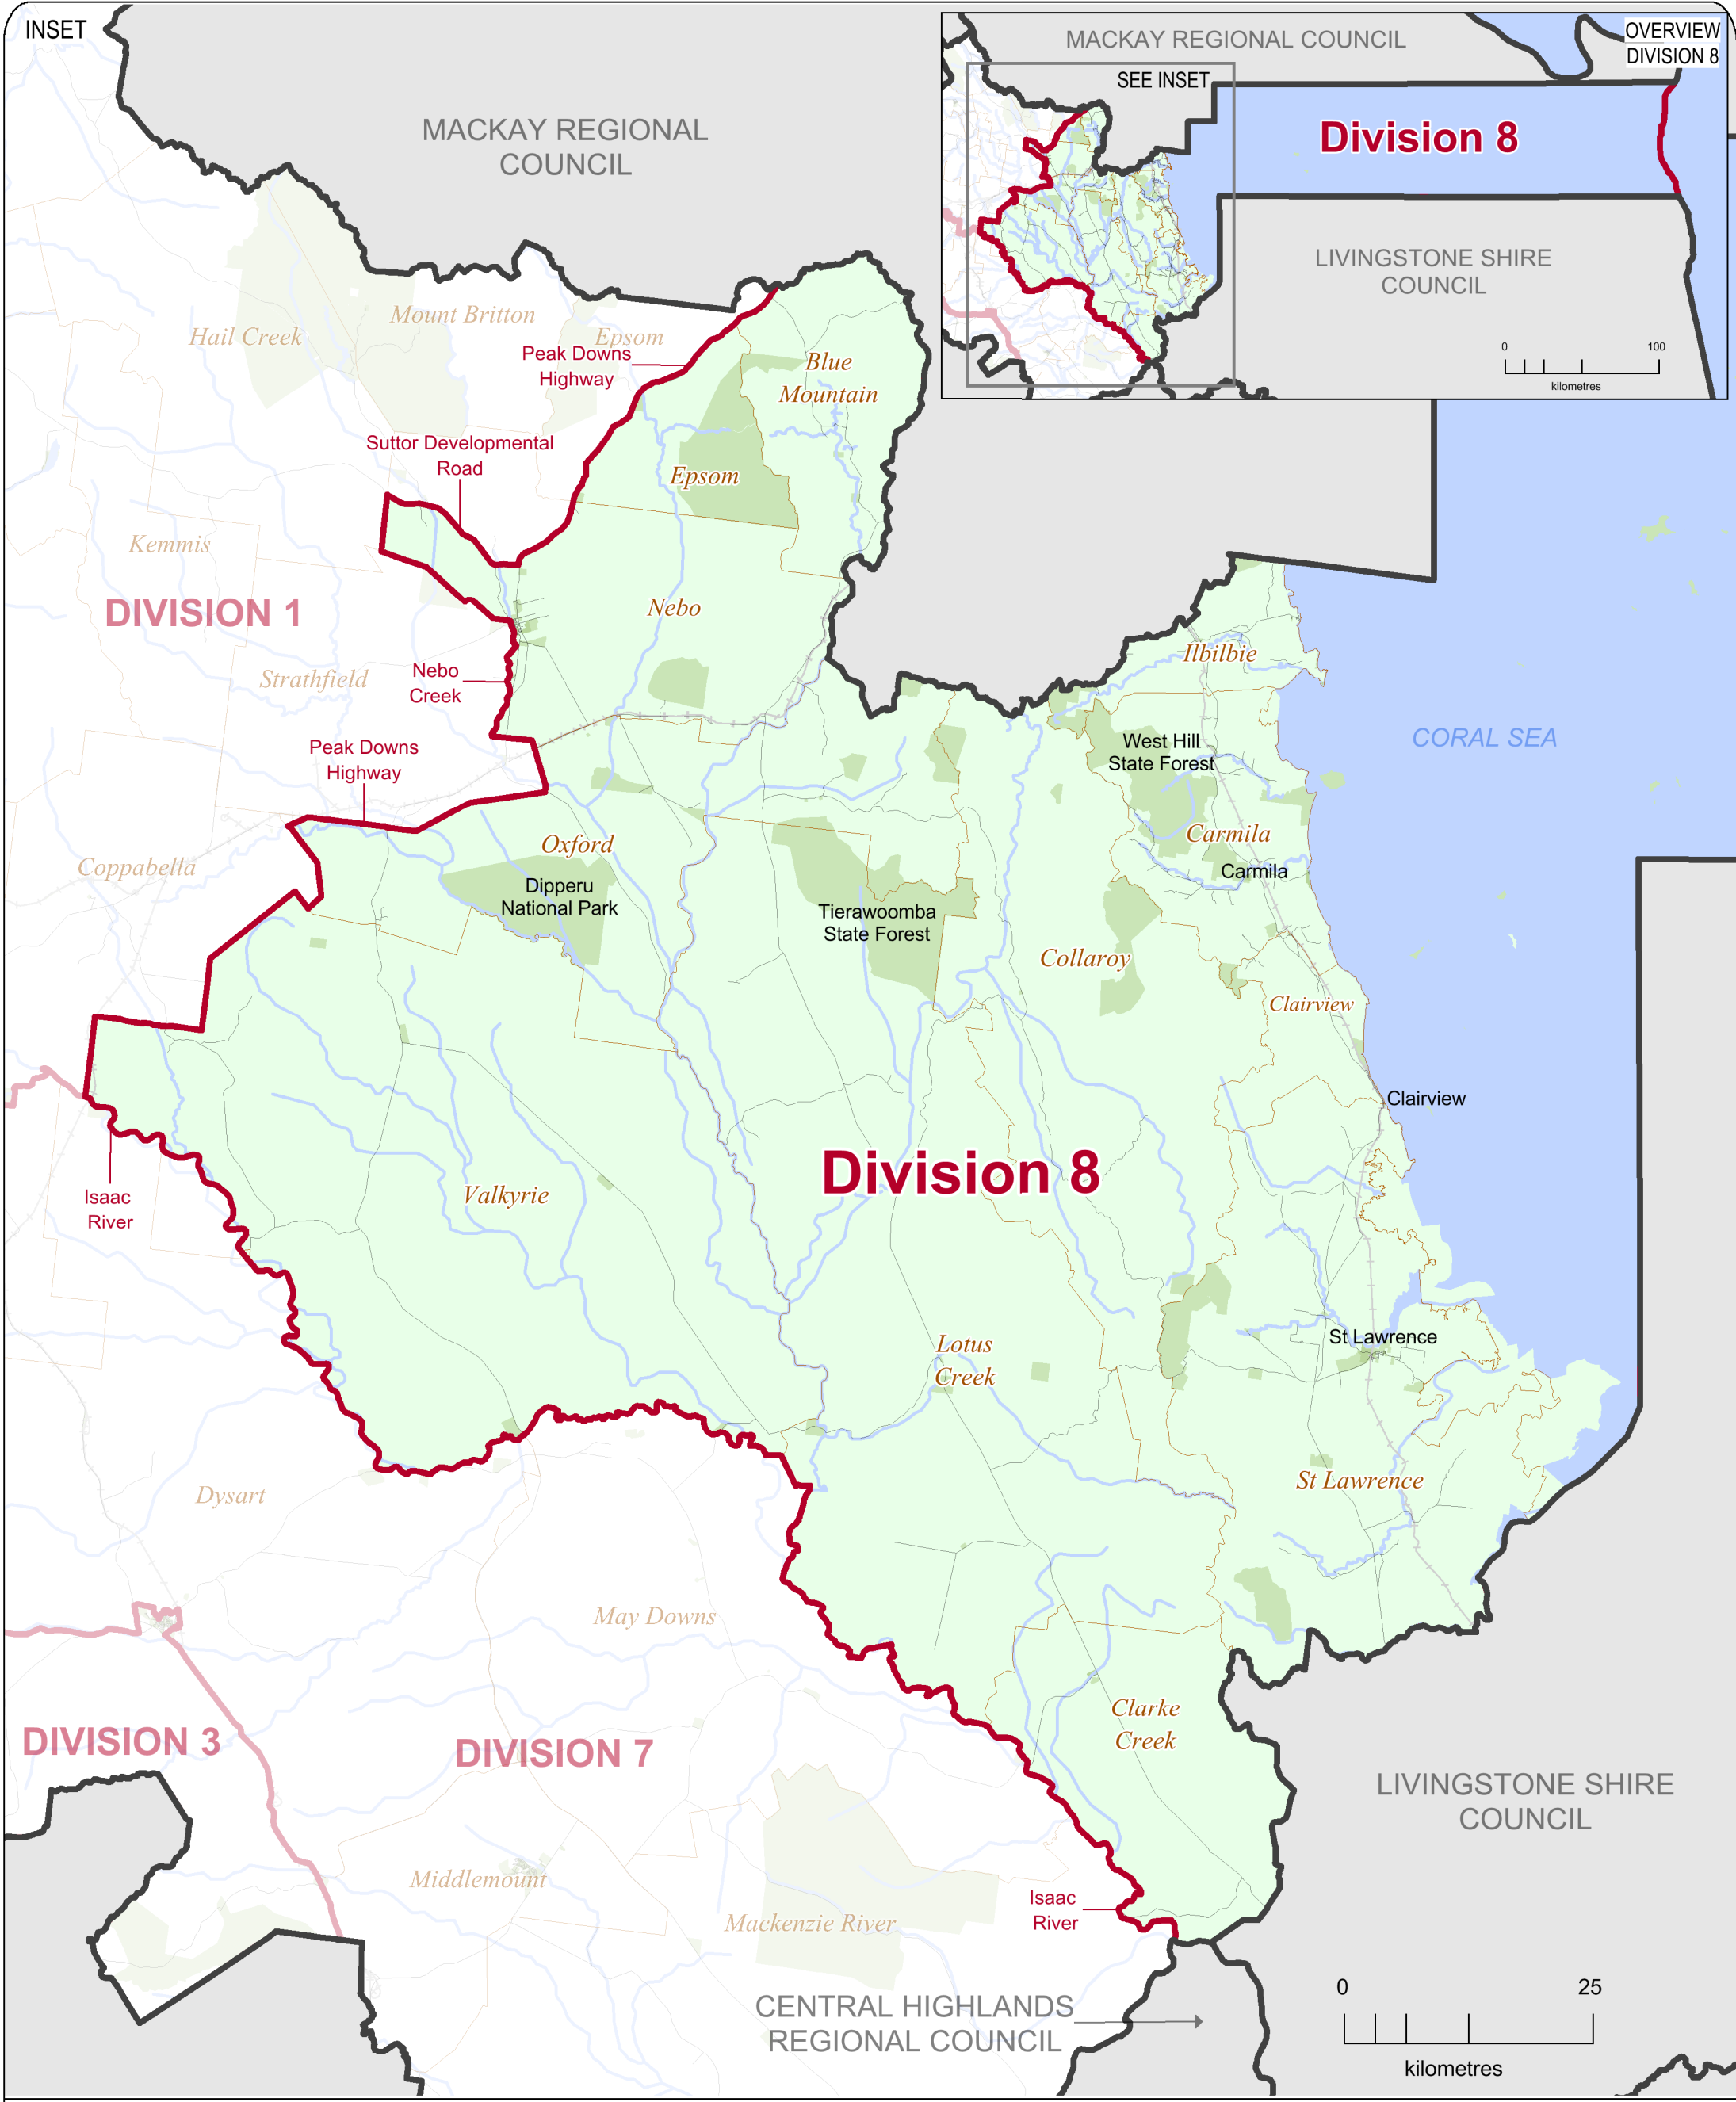 INSET
MACKAY REGIONAL
COUNCIL
MACKAY REGIONAL COUNCIL
OVERVIEW
DIVISION 8
SEE INSET
Division 8
LIVINGSTONE SHIRE
COUNCIL
0
100
kilometres
Hail Creek
Mount Britton
Epsom
Peak Downs
Highway
Blue
Mountain
Suttor Developmental
Road
Epsom
Kemmis
DIVISION 1
Nebo
Strathfield
Nebo
Creek
Ilbilbie
Peak Downs
Highway
West Hill
State Forest
CORAL SEA
Coppabella
Oxford
Dipperu
National Park
Carmila
Carmila
Tierawoomba
State Forest
Collaroy
Clairview
Clairview
Isaac
River
Valkyrie
Division 8
Lotus
Creek
St Lawrence
Dysart
St Lawrence
May Downs
DIVISION 3
DIVISION 7
Clarke
Creek
LIVINGSTONE SHIRE
COUNCIL
Middlemount
Mackenzie River
Isaac
River
CENTRAL HIGHLANDS
REGIONAL COUNCIL
0
25
kilometres